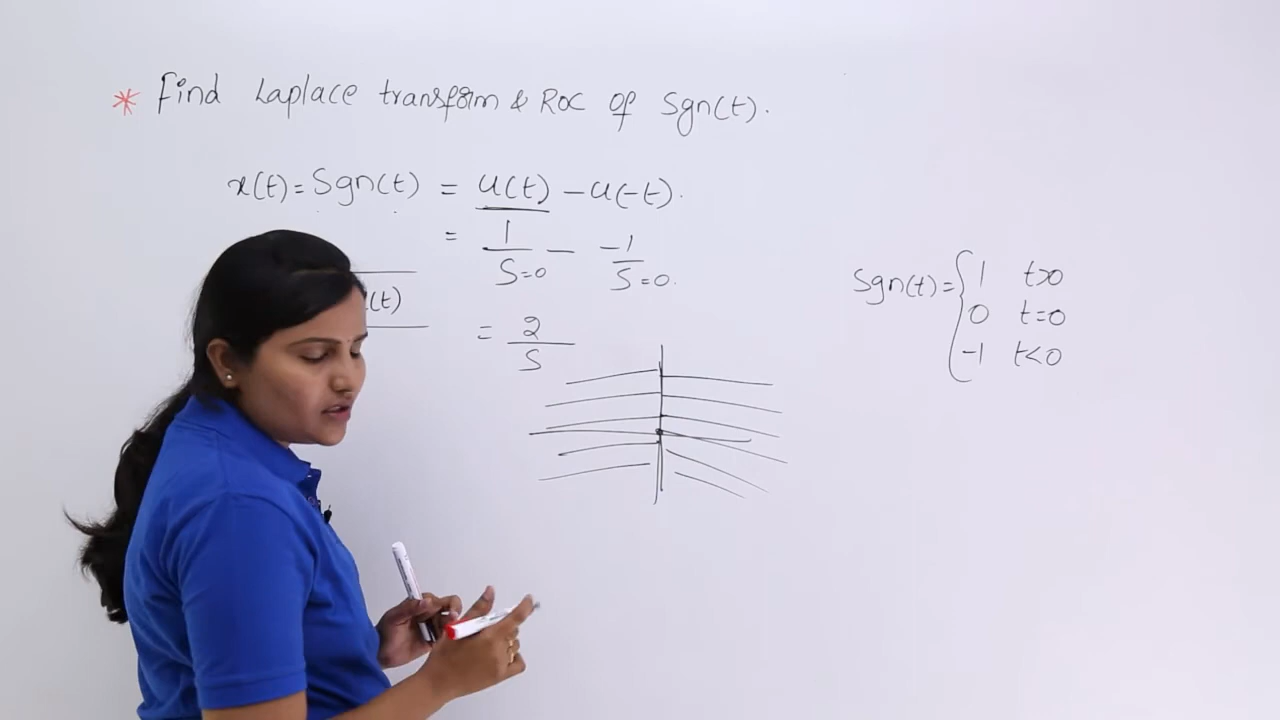 * Find Laplace transform & ROC of Sgn(t).
x(t) = Sgn(t) = u(t) - u(-t).
= 1/S=0 - -1/S=0.
(t)
= 2/S
Sgn(t) = { 1 t>0
0 t=0
-1 t<0